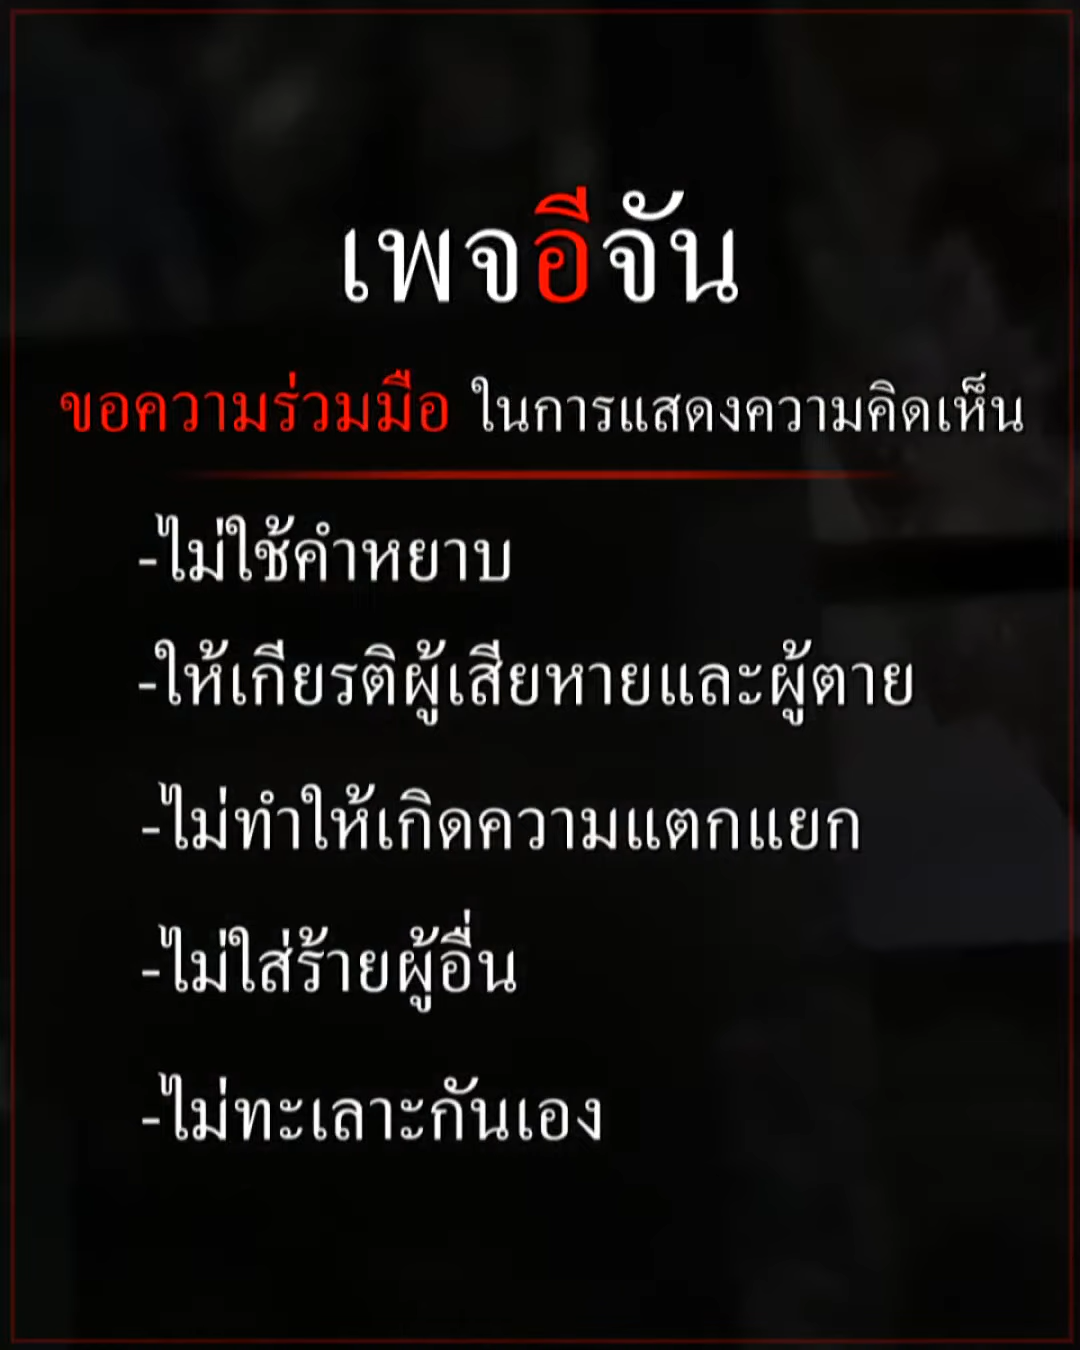 เพจอีจัน
ขอความร่วมมือ ในการแสดงความคิดเห็น
-ไม่ใช้คำหยาบ
-ให้เกียรติผู้เสียหายและผู้ตาย
-ไม่ทำให้เกิดความแตกแยก
-ไม่ใส่ร้ายผู้อื่น
-ไม่ทะเลาะกันเอง